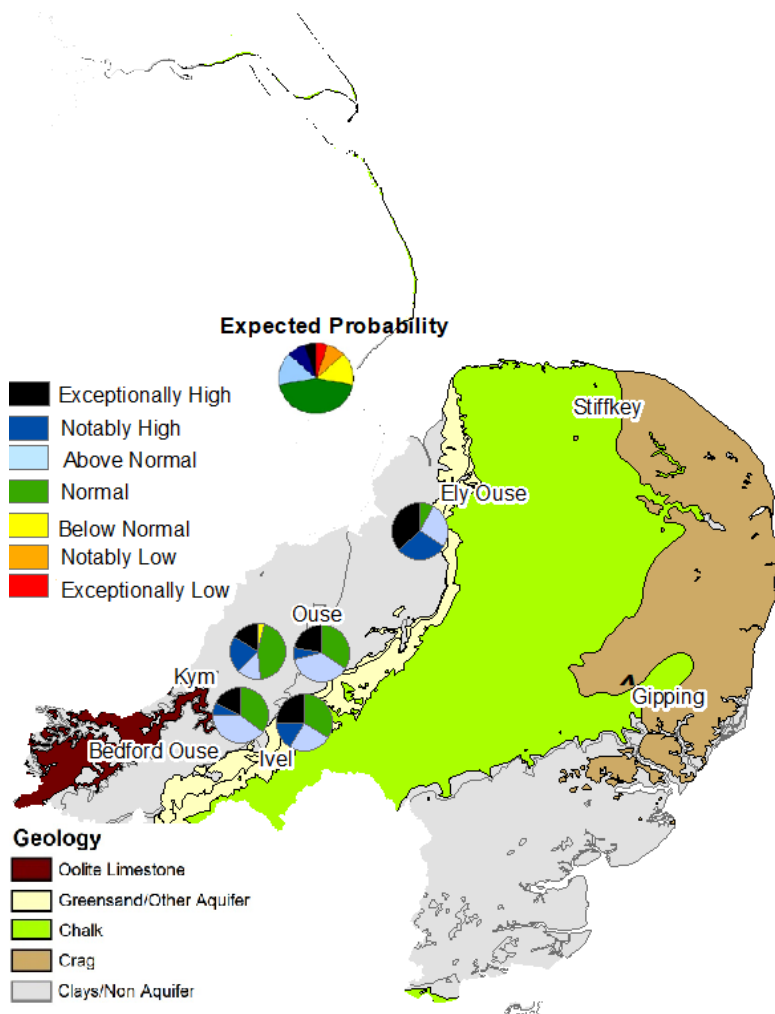 Expected Probability
Exceptionally High
Notably High
Above Normal
Normal
Below Normal
Notably Low
Exceptionally Low
Stiffkey
Ely Ouse
Ouse
Kym
Gipping
Bedford Ouse
Ivel
Geology
Oolite Limestone
Greensand/Other Aquifer
Chalk
Crag
Clays/Non Aquifer